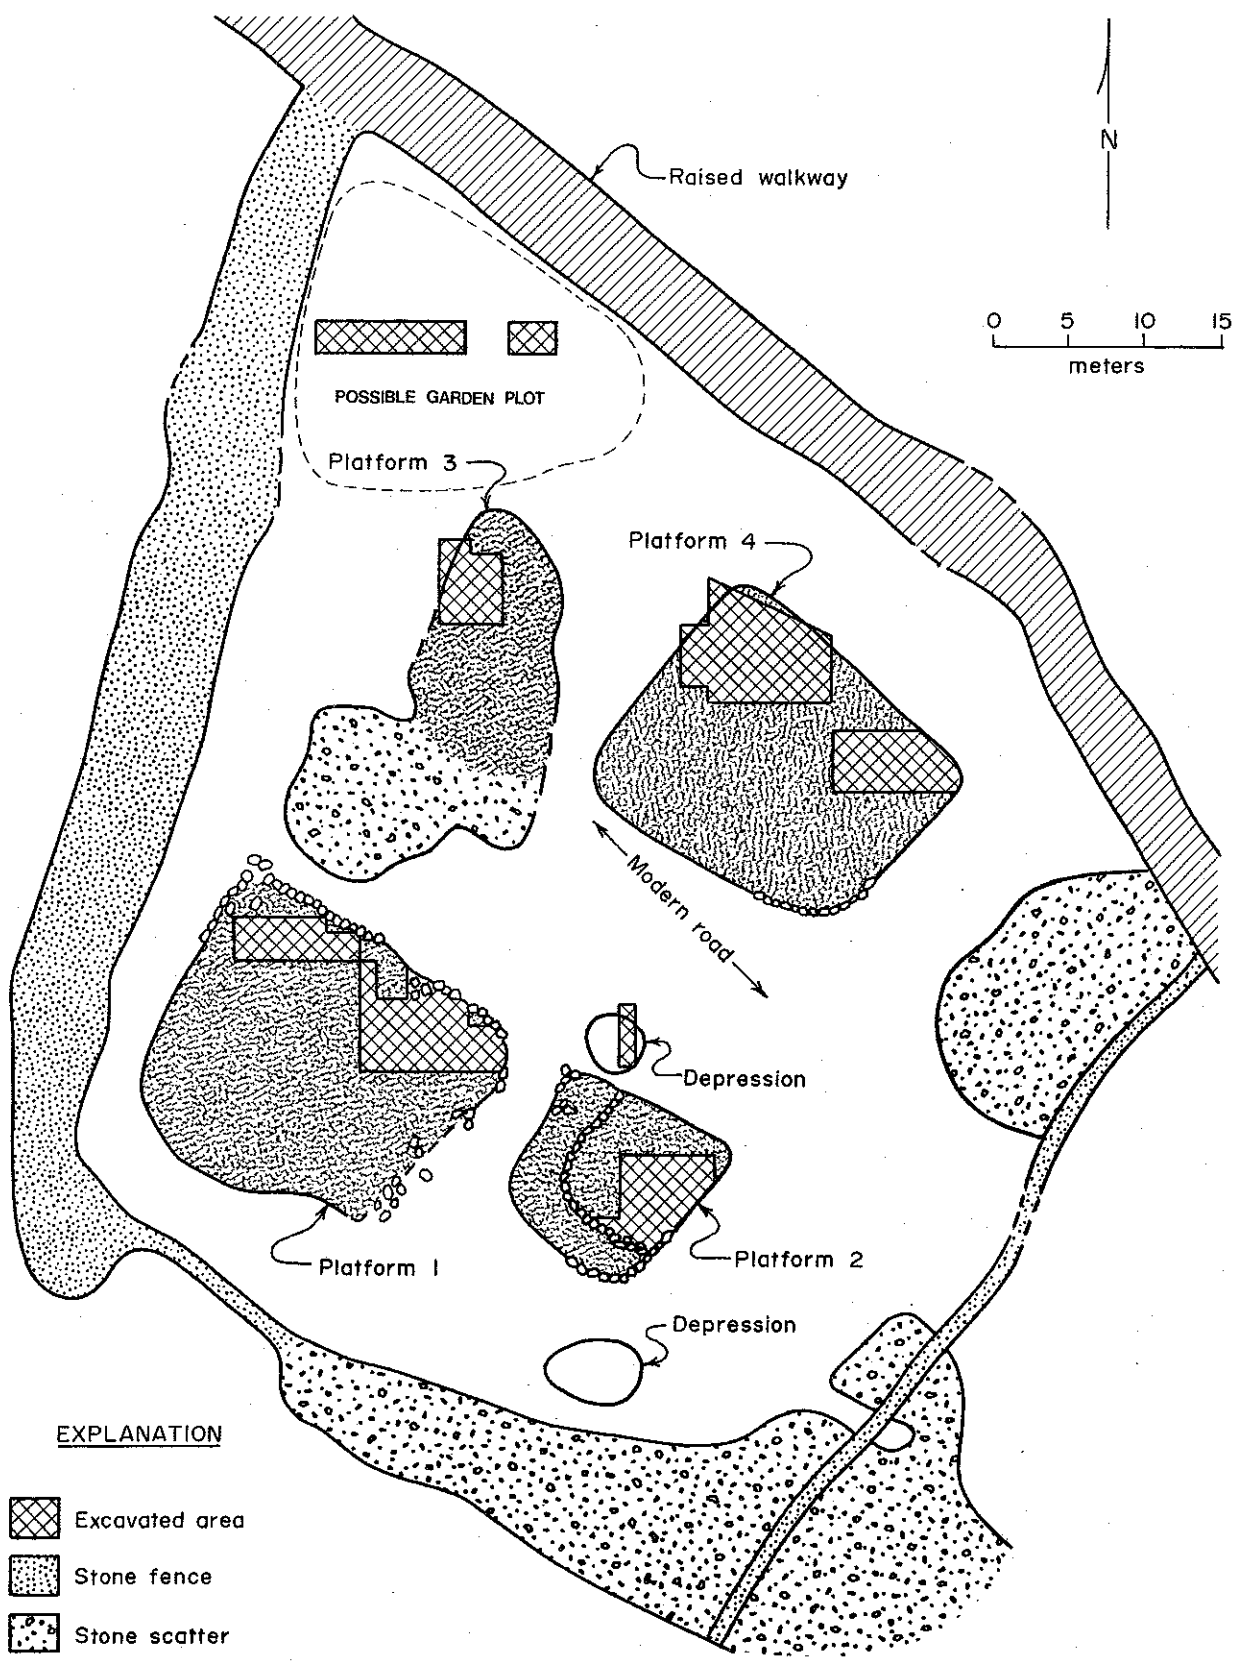 N
Raised walkway
0 5 10 15
meters
POSSIBLE GARDEN PLOT
Platform 3
Platform 4
Modern road
Depression
Platform 1
Platform 2
Depression
EXPLANATION
Excavated area
Stone fence
Stone scatter